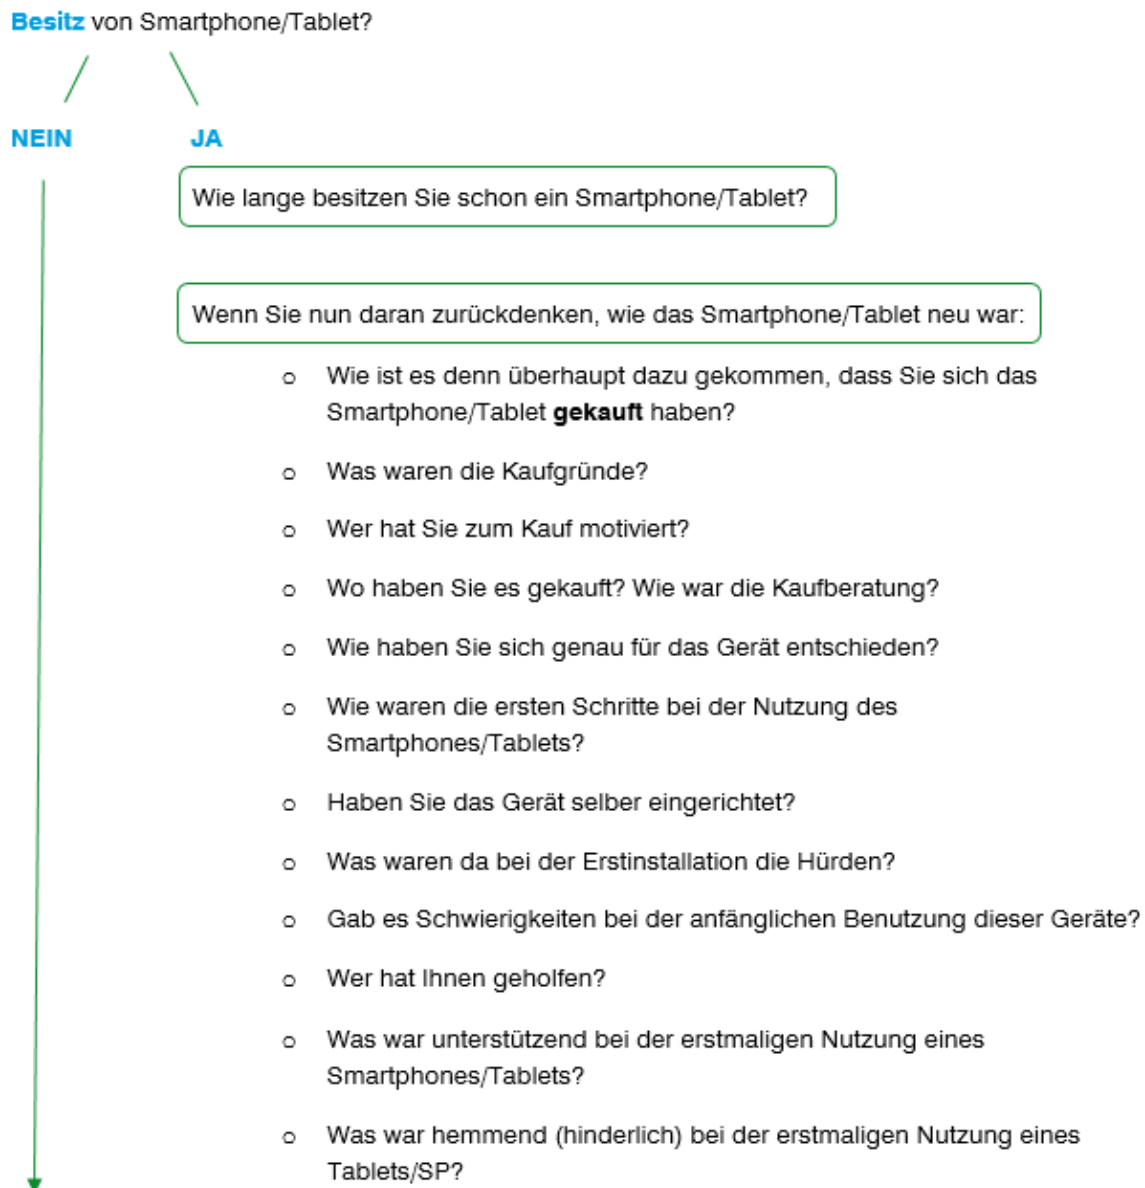 Besitz von Smartphone/Tablet?
NEIN JA
Wie lange besitzen Sie schon ein Smartphone/Tablet?
Wenn Sie nun daran zurückdenken, wie das Smartphone/Tablet neu war:
o Wie ist es denn überhaupt dazu gekommen, dass Sie sich das
Smartphone/Tablet gekauft haben?
o Was waren die Kaufgründe?
o Wer hat Sie zum Kauf motiviert?
o Wo haben Sie es gekauft? Wie war die Kaufberatung?
o Wie haben Sie sich genau für das Gerät entschieden?
o Wie waren die ersten Schritte bei der Nutzung des
Smartphones/Tablets?
o Haben Sie das Gerät selber eingerichtet?
o Was waren da bei der Erstinstallation die Hürden?
o Gab es Schwierigkeiten bei der anfänglichen Benutzung dieser Geräte?
o Wer hat Ihnen geholfen?
o Was war unterstützend bei der erstmaligen Nutzung eines
Smartphones/Tablets?
o Was war hemmend (hinderlich) bei der erstmaligen Nutzung eines
Tablets/SP?